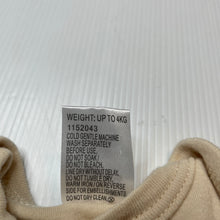 WEIGHT: UP TO 4KG
1152043
COLD GENTLE MACHINE
WASH SEPARATELY
BEFORE USE
DO NOT SOAK /
DO NOT BLEACH
LINE DRY WITHOUT DELAY
DO NOT TUMBLE DRY
WARM IRON ON REVERSE
SIDE FOR EMBELLISHMENTS
DO NOT DRY CLEAN